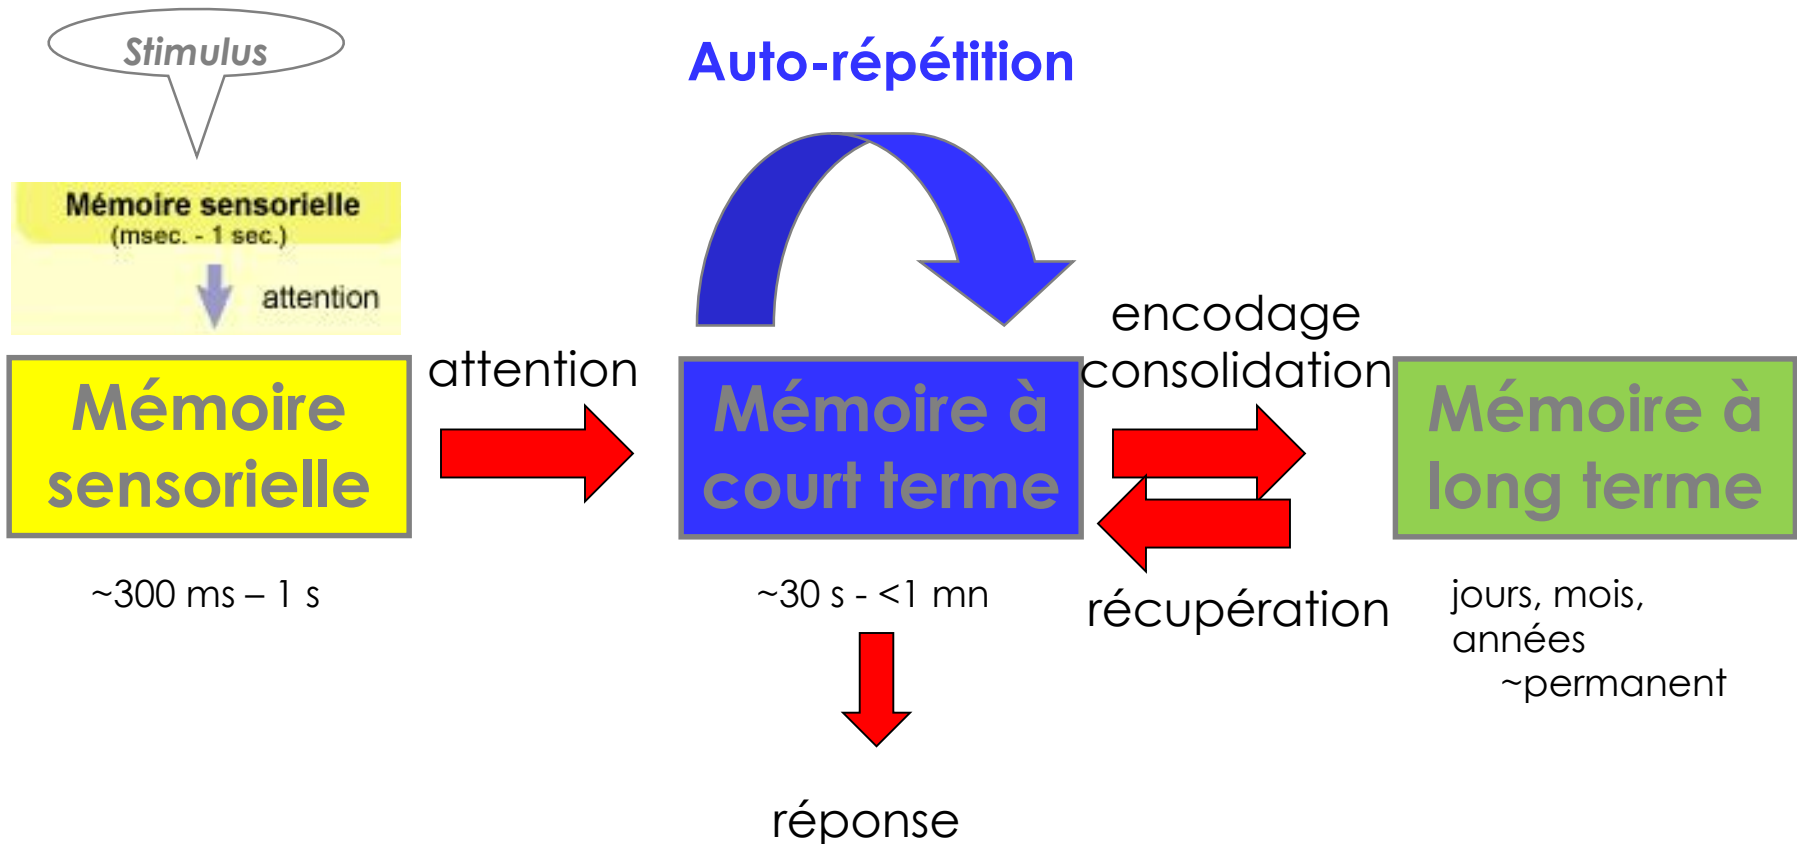 Stimulus
Auto-répétition
Mémoire sensorielle
(msec. - 1 sec.)
attention
Mémoire
sensorielle
attention
Mémoire à
court terme
encodage
consolidation
Mémoire à
long terme
~300 ms – 1 s
~30 s - <1 mn
récupération
jours, mois,
années
~permanent
réponse